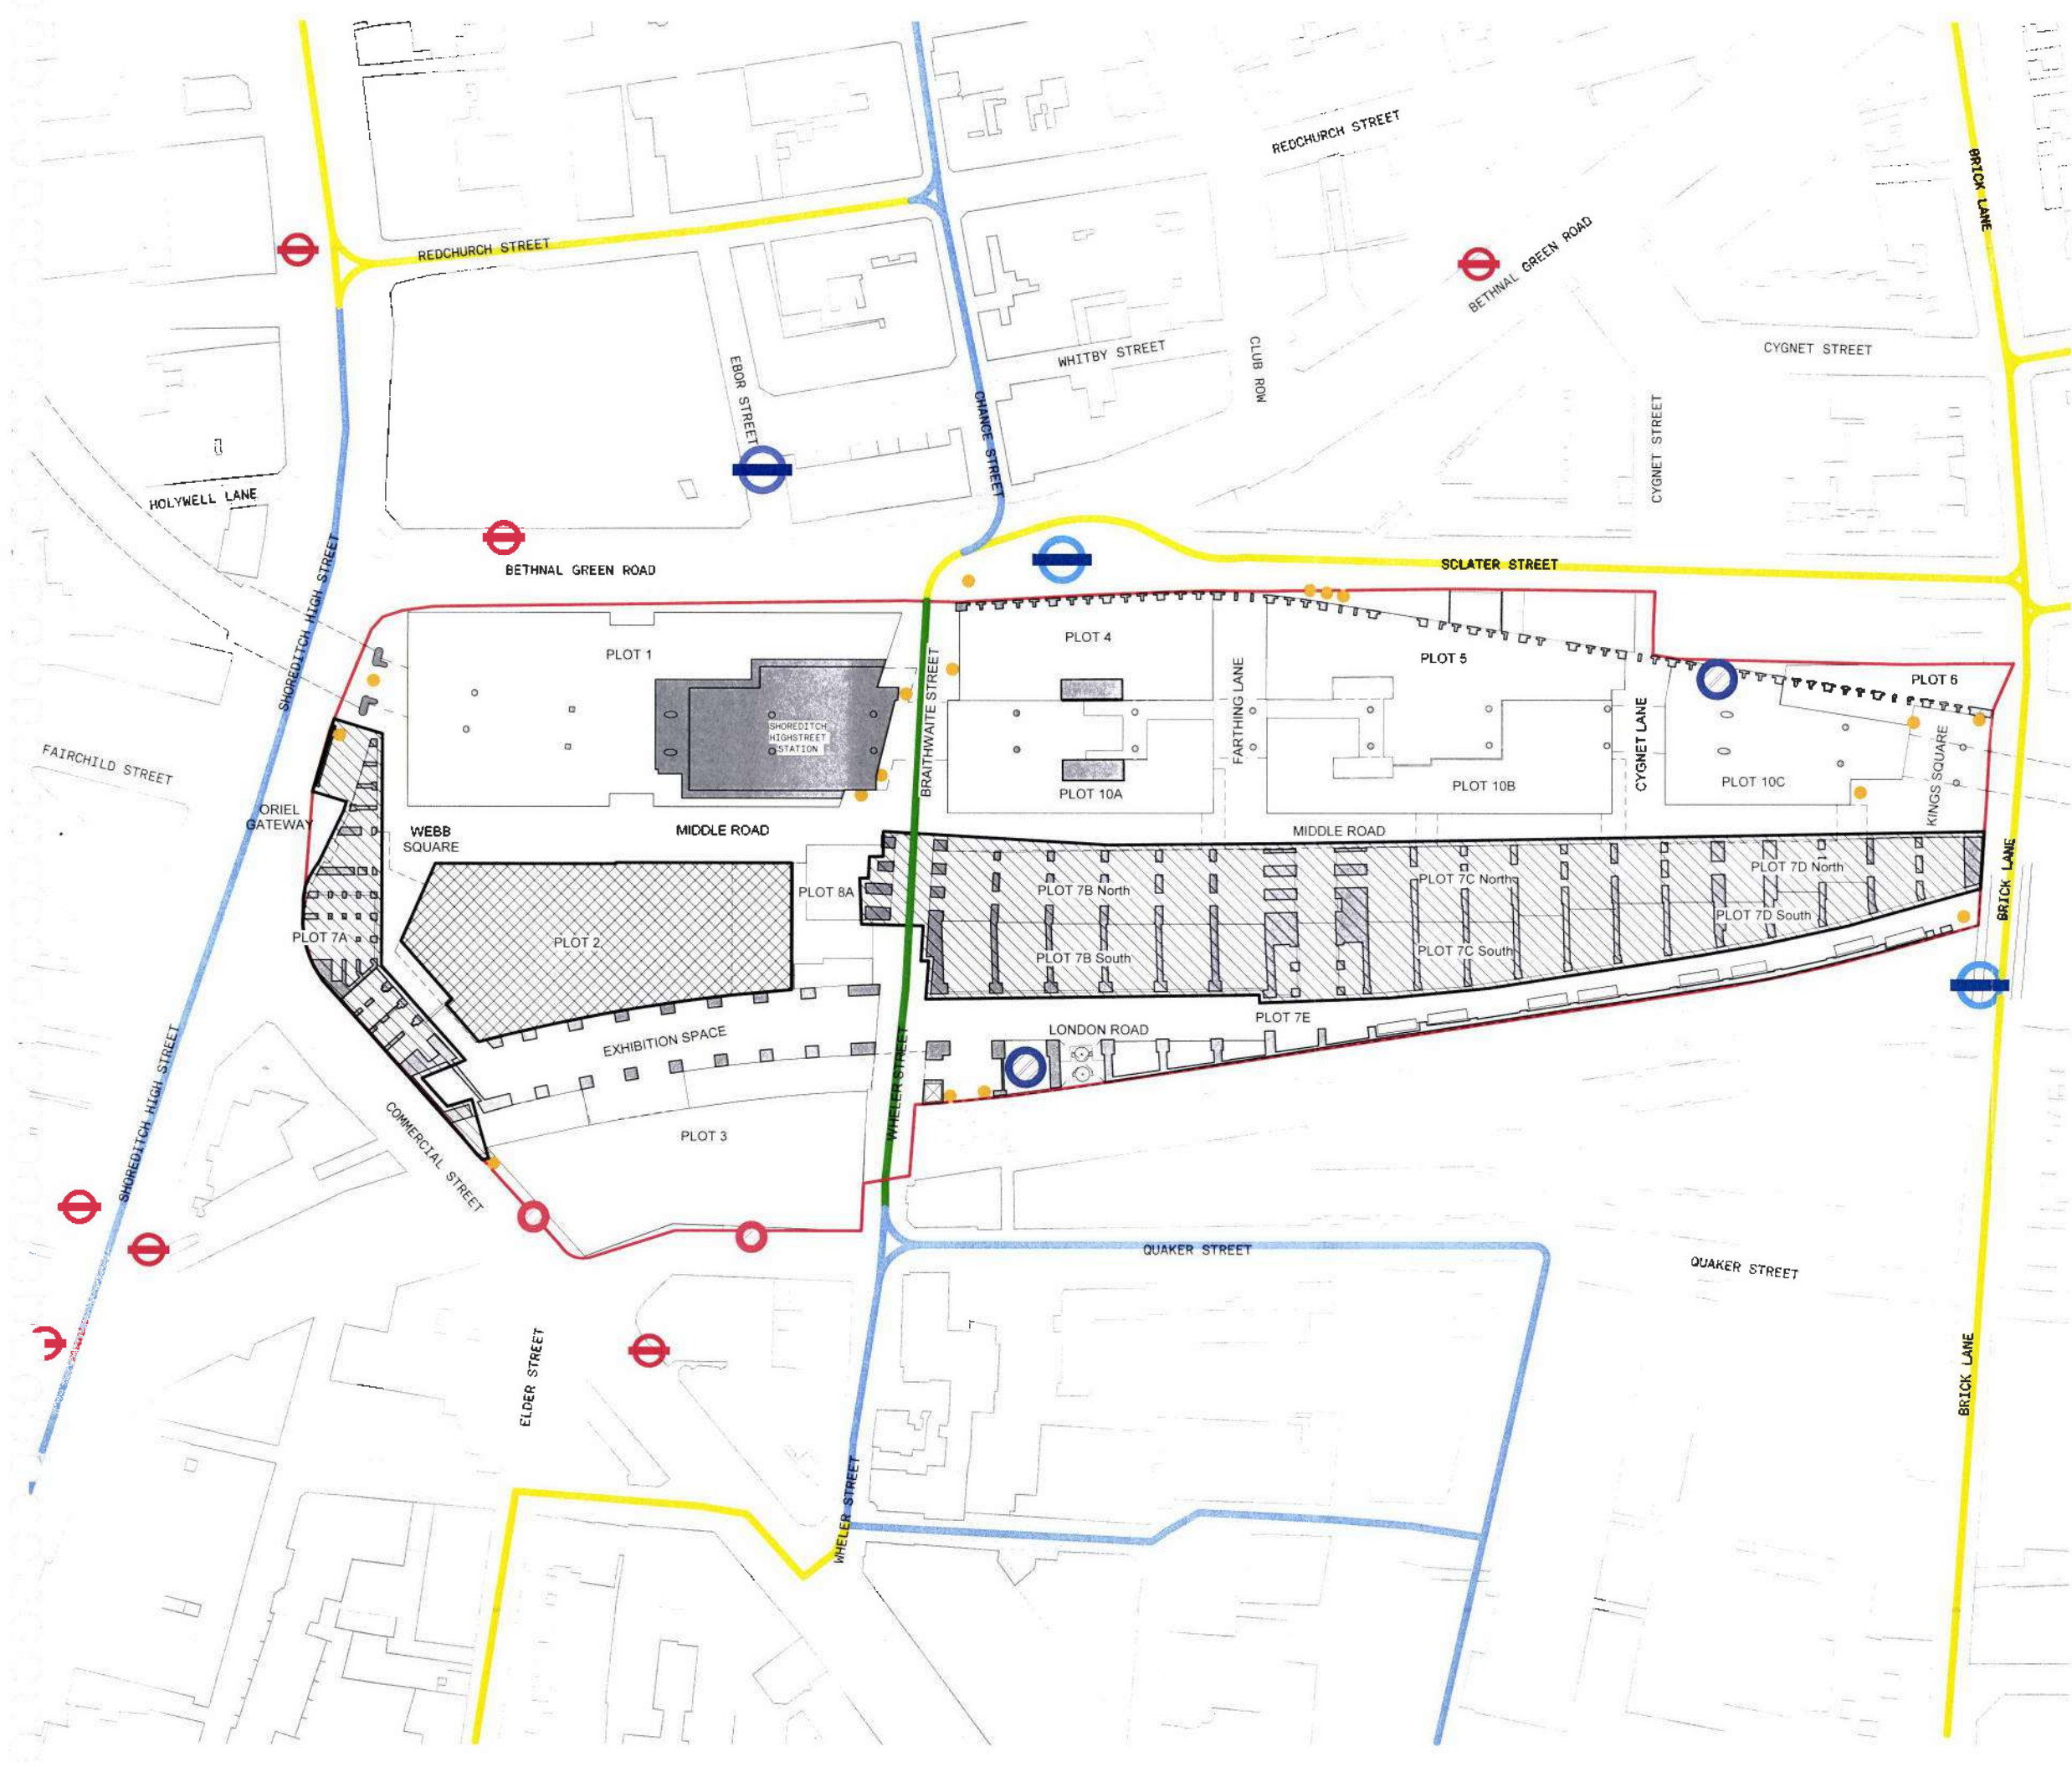 BRICK LANE
REDCHURCH STREET
REDCHURCH STREET
BETHNAL GREEN ROAD
EBOR STREET
WHITBY STREET
CLUB ROW
CYGNET STREET
CYGNET STREET
CHANCE STREET
HOLYWELL LANE
SHOREDITCH HIGH STREET
BETHNAL GREEN ROAD
SCLATER STREET
PLOT 1
PLOT 4
PLOT 5
PLOT 6
SHOREDITCH
HIGHSTREET
STATION
BRAITHWAITE STREET
FARTHING LANE
CYGNET LANE
KINGS SQUARE
FAIRCHILD STREET
PLOT 10A
PLOT 10B
PLOT 10C
ORIEL
GATEWAY
WEBB
SQUARE
MIDDLE ROAD
MIDDLE ROAD
PLOT 8A
PLOT 7B North
PLOT 7C North
PLOT 7D North
BRICK LANE
PLOT 7A
PLOT 2
PLOT 7B South
PLOT 7C South
PLOT 7D South
EXHIBITION SPACE
LONDON ROAD
PLOT 7E
WHELER STREET
SHOREDITCH HIGH STREET
COMMERCIAL STREET
PLOT 3
QUAKER STREET
QUAKER STREET
ELDER STREET
BRICK LANE
WHELER STREET